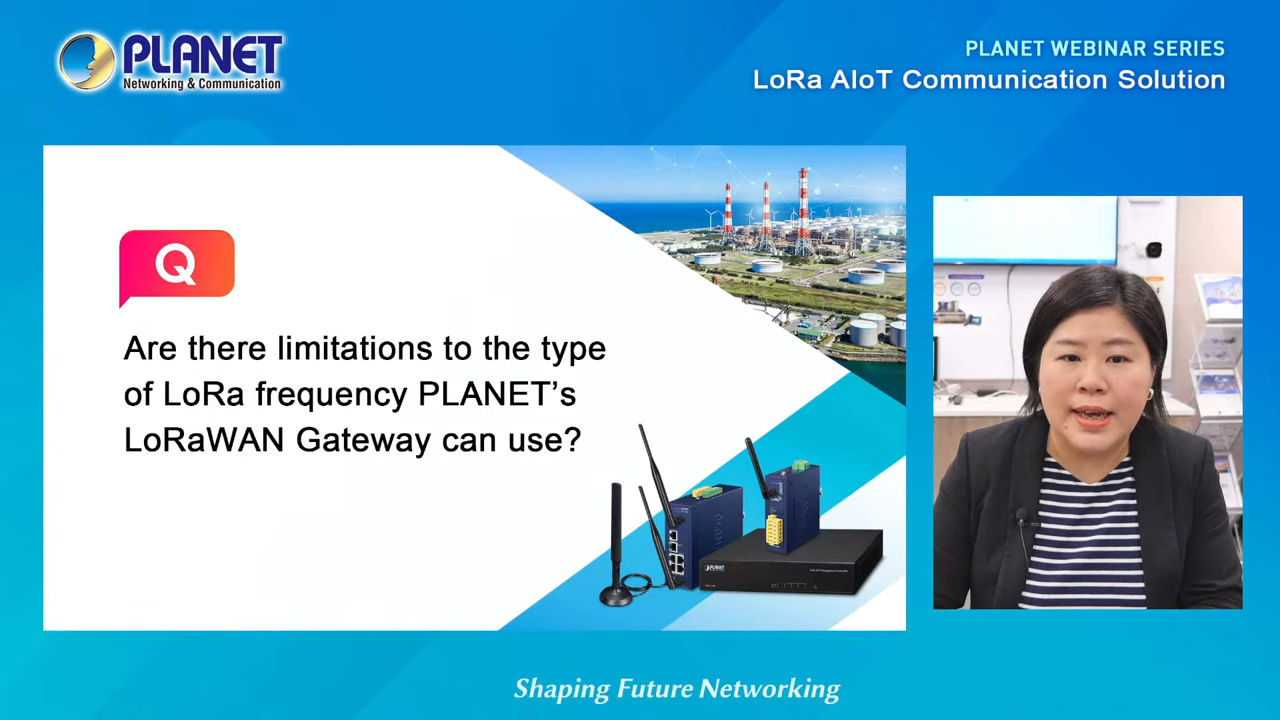 PLANET
Networking & Communication
PLANET WEBINAR SERIES
LoRa AIoT Communication Solution
Q
Are there limitations to the type
of LoRa frequency PLANET’s
LoRaWAN Gateway can use?
PLANET
Shaping Future Networking